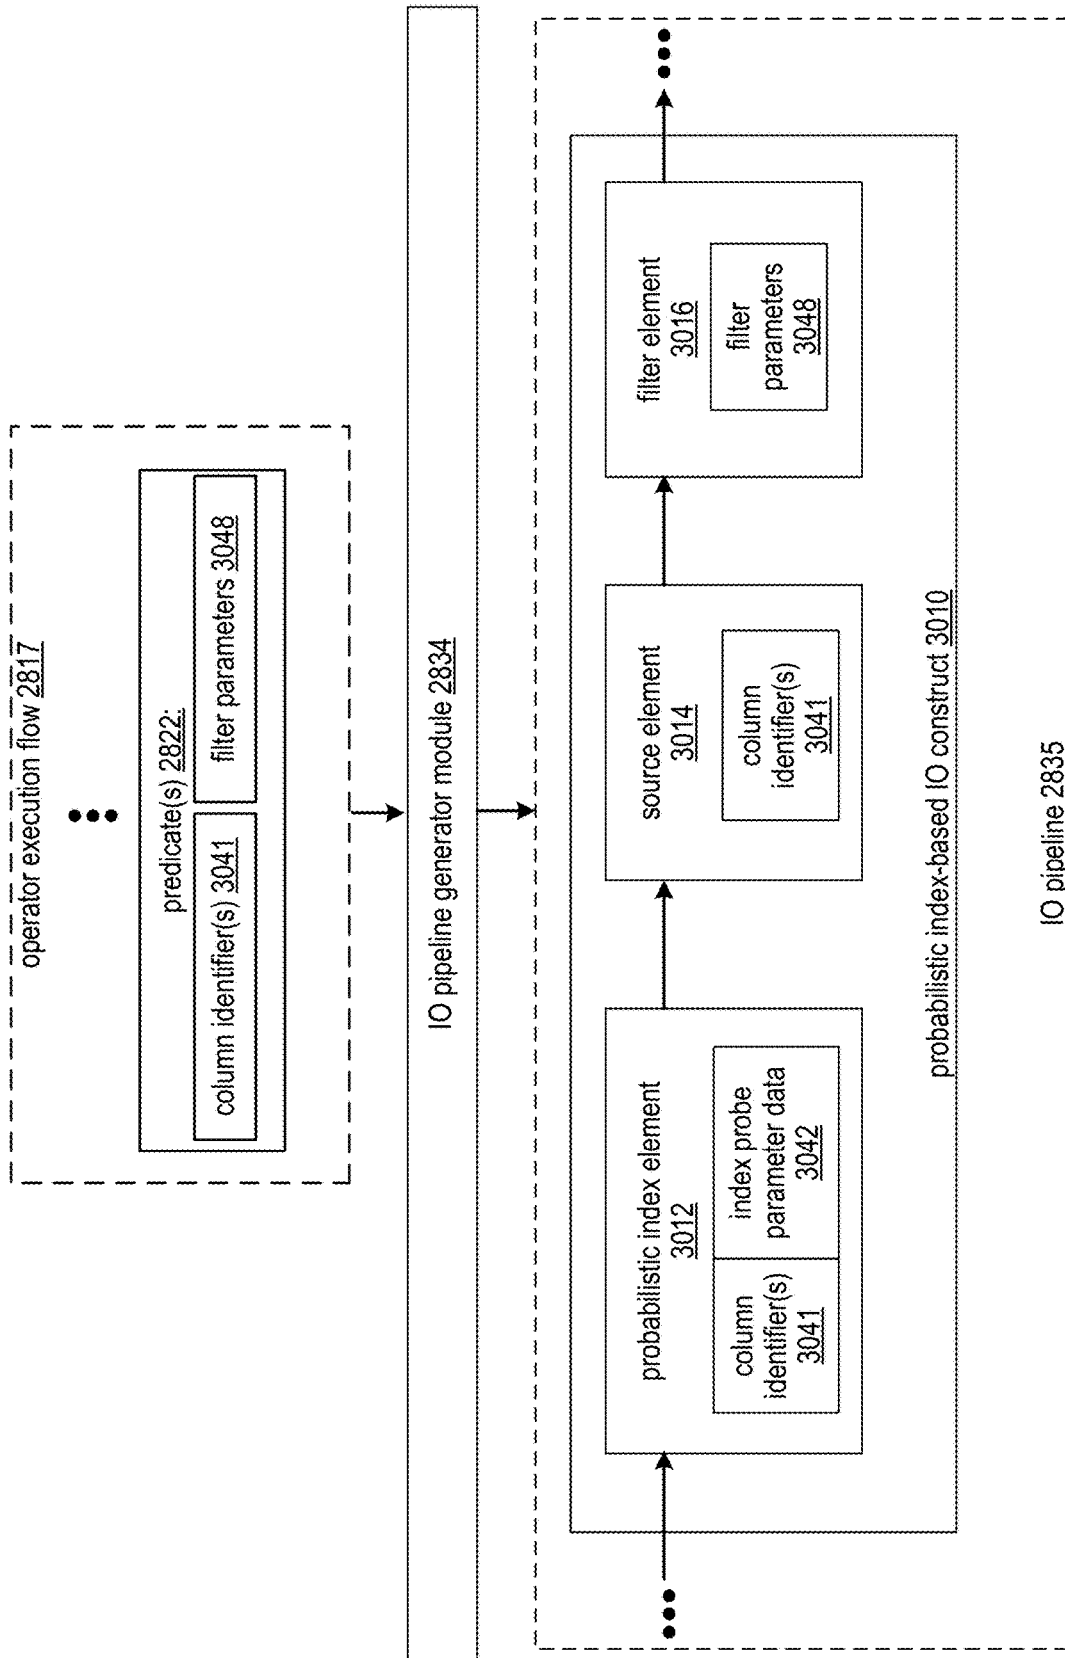 operator execution flow 2817
predicate(s) 2822:
column identifier(s) 3041
filter parameters 3048
IO pipeline generator module 2834
probabilistic index element
3012
column
identifier(s)
3041
index probe
parameter data
3042
source element
3014
column
identifier(s)
3041
filter element
3016
filter
parameters
3048
probabilistic index-based IO construct 3010
IO pipeline 2835